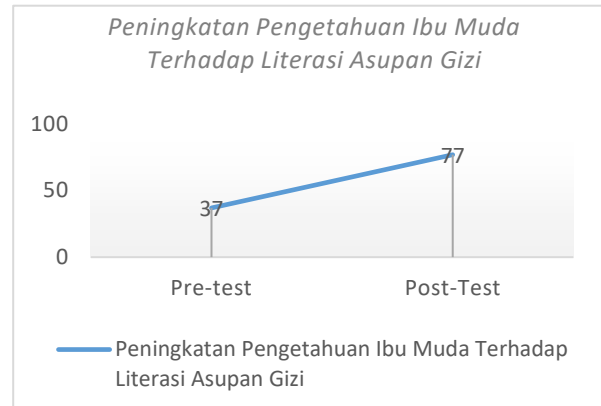 Peningkatan Pengetahuan Ibu Muda
Terhadap Literasi Asupan Gizi
100
77
50
37
0
Pre-test Post-Test
Peningkatan Pengetahuan Ibu Muda Terhadap
Literasi Asupan Gizi